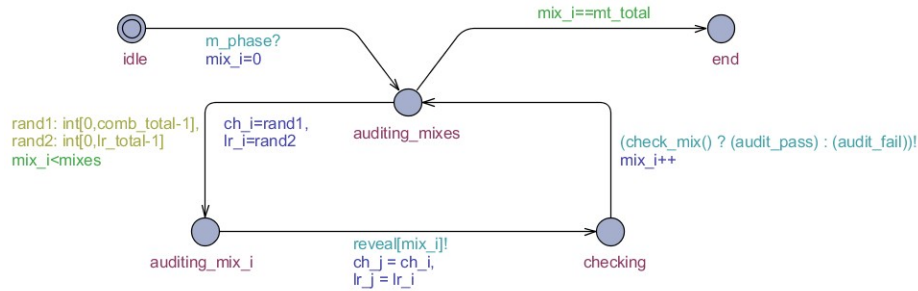 mix_i==mt_total
m_phase?
mix_i=0
idle
end
rand1: int[0,comb_total-1],
rand2: int[0,lr_total-1]
mix_i<mixes
ch_i=rand1,
lr_i=rand2
auditing_mixes
(check_mix() ? (audit_pass) : (audit_fail))!
mix_i++
auditing_mix_i
reveal[mix_i]!
ch_j = ch_i,
lr_j = lr_i
checking